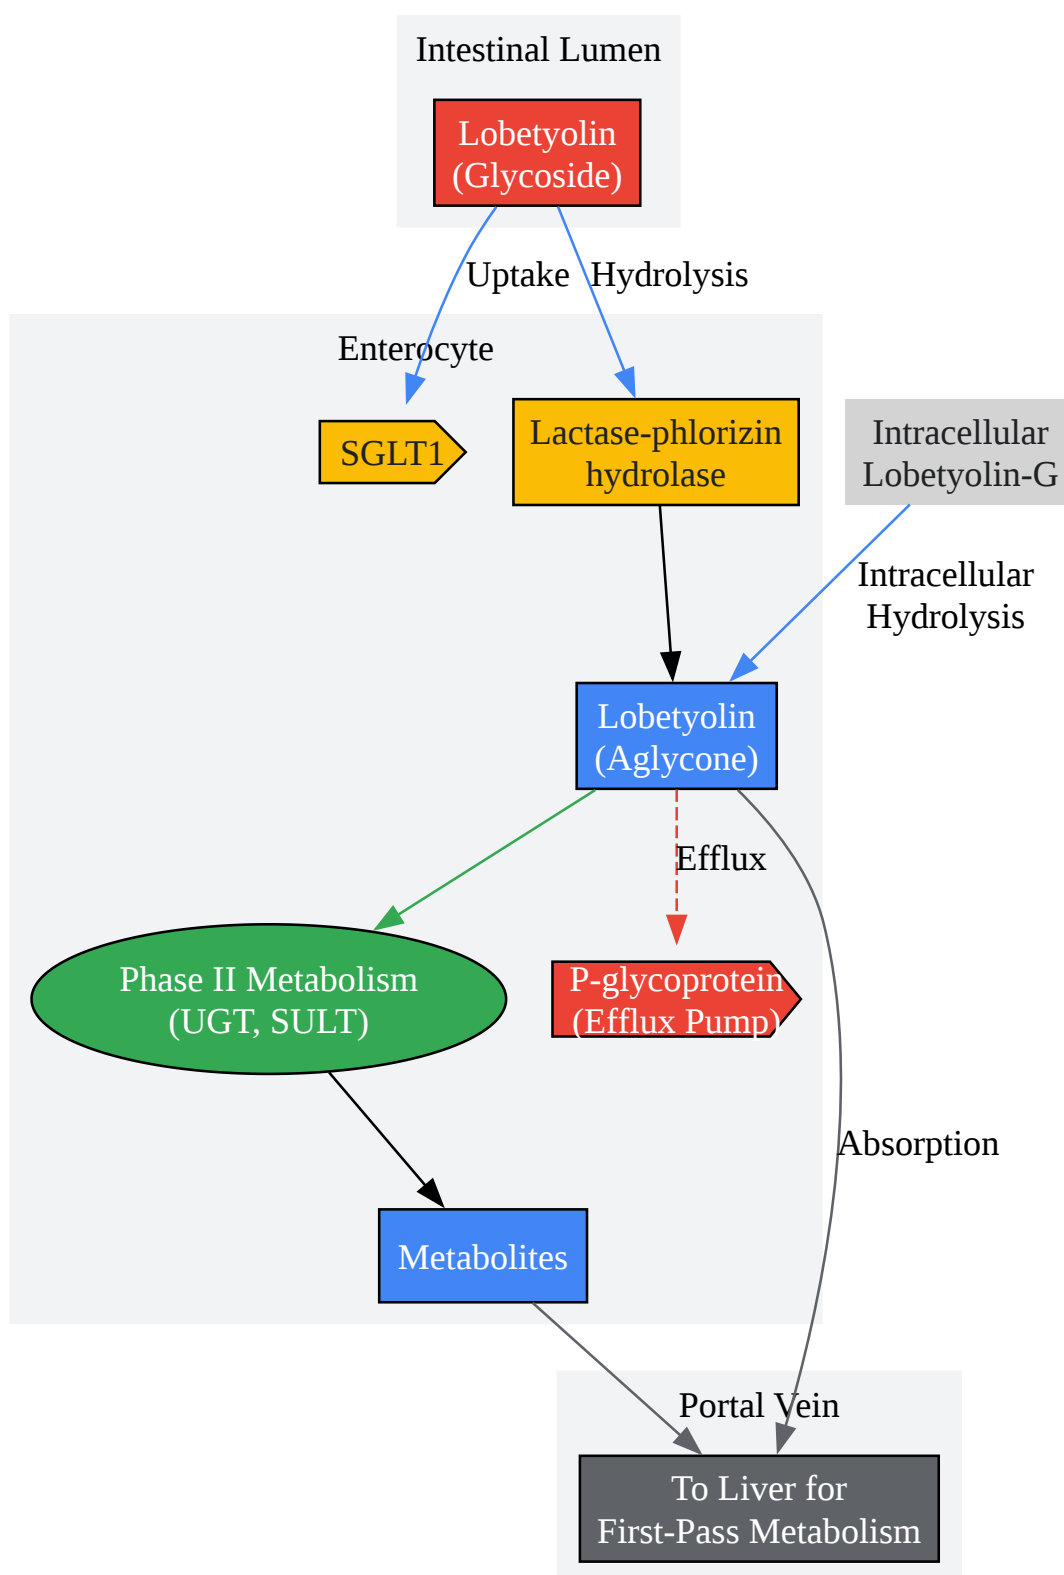 Intestinal Lumen
Lobetyolin
(Glycoside)
Uptake
Hydrolysis
Enterocyte
SGLT1
Lactase-phlorizin
hydrolase
Intracellular
Lobetyolin-G
Intracellular
Hydrolysis
Lobetyolin
(Aglycone)
Efflux
Phase II Metabolism
(UGT, SULT)
P-glycoprotein
(Efflux Pump)
Absorption
Metabolites
Portal Vein
To Liver for
First-Pass Metabolism